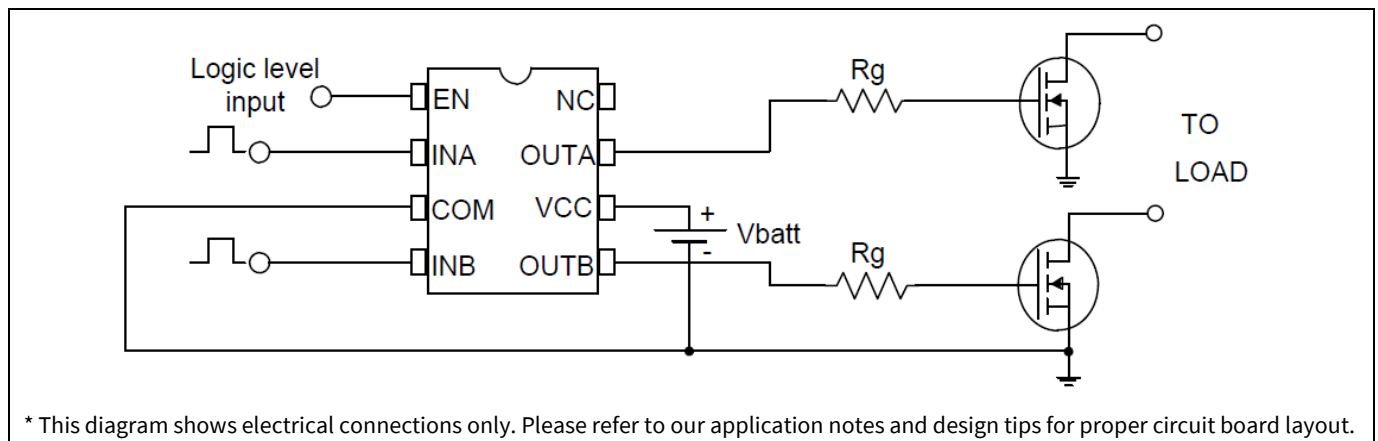 Logic level
input
EN
NC
Rg
INA
OUTA
TO
LOAD
COM
VCC
+
Vbatt
-
INB
OUTB
Rg
* This diagram shows electrical connections only. Please refer to our application notes and design tips for proper circuit board layout.